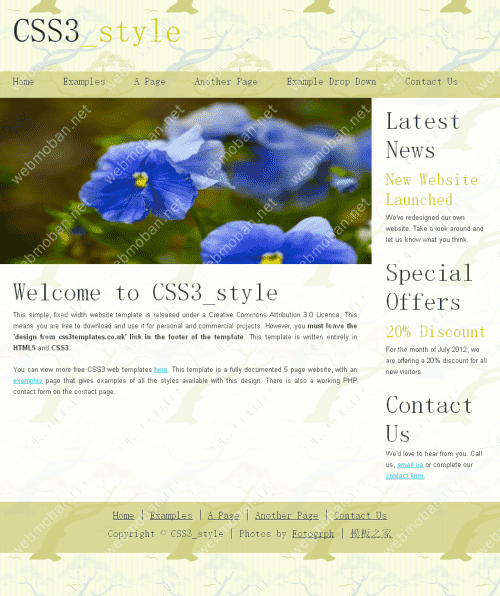 CSS3_style
Home Examples A Page Another Page Example Drop Down Contact Us
Welcome to CSS3_style
This simple, fixed width website template is released under a Creative Commons Attribution 3.0 Licence. This
means you are free to download and use it for personal and commercial projects. However, you must leave the
'design from css3templates.co.uk' link in the footer of the template. This template is written entirely in
HTML5 and CSS3.
You can view more free CSS3 web templates here. This template is a fully documented 5 page website, with an
examples page that gives examples of all the styles available with this design. There is also a working PHP
contact form on the contact page.
Latest
News
New Website
Launched
We've redesigned our own
website. Take a look around and
let us know what you think.
Special
Offers
20% Discount
For the month of July 2012, we
are offering a 20% discount for all
new visitors.
Contact
Us
We'd love to hear from you. Call
us, email us or complete our
contact form.
Home | Examples | A Page | Another Page | Contact Us
Copyright © CSS3_style | Photos by Fotogrph | 模板之家
webmoban.net